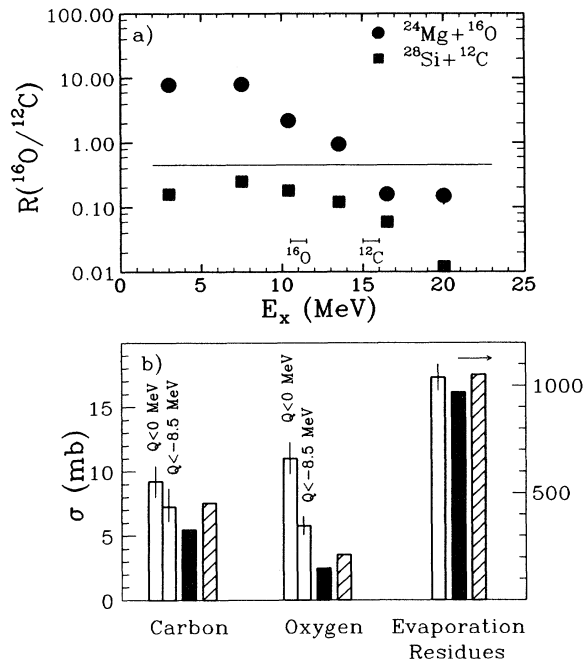 a)
● ²⁴Mg+¹⁶O
■ ²⁸Si+¹²C
100.00
10.00
1.00
0.10
0.01
R(¹⁶O/¹²C)
¹⁶O
¹²C
0 5 10 15 20 25
Eₓ (MeV)
b)
Q<0 MeV
Q<-8.5 MeV
Q<0 MeV
Q<-8.5 MeV
15
10
5
0
σ (mb)
1000
500
Carbon Oxygen Evaporation
Residues